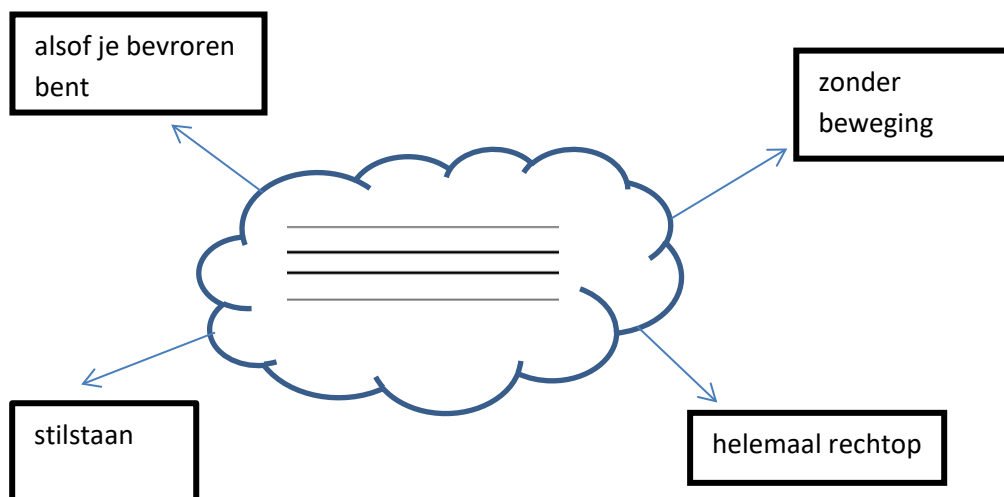 alsof je bevroren
bent
zonder
beweging
stilstaan
helemaal rechtop